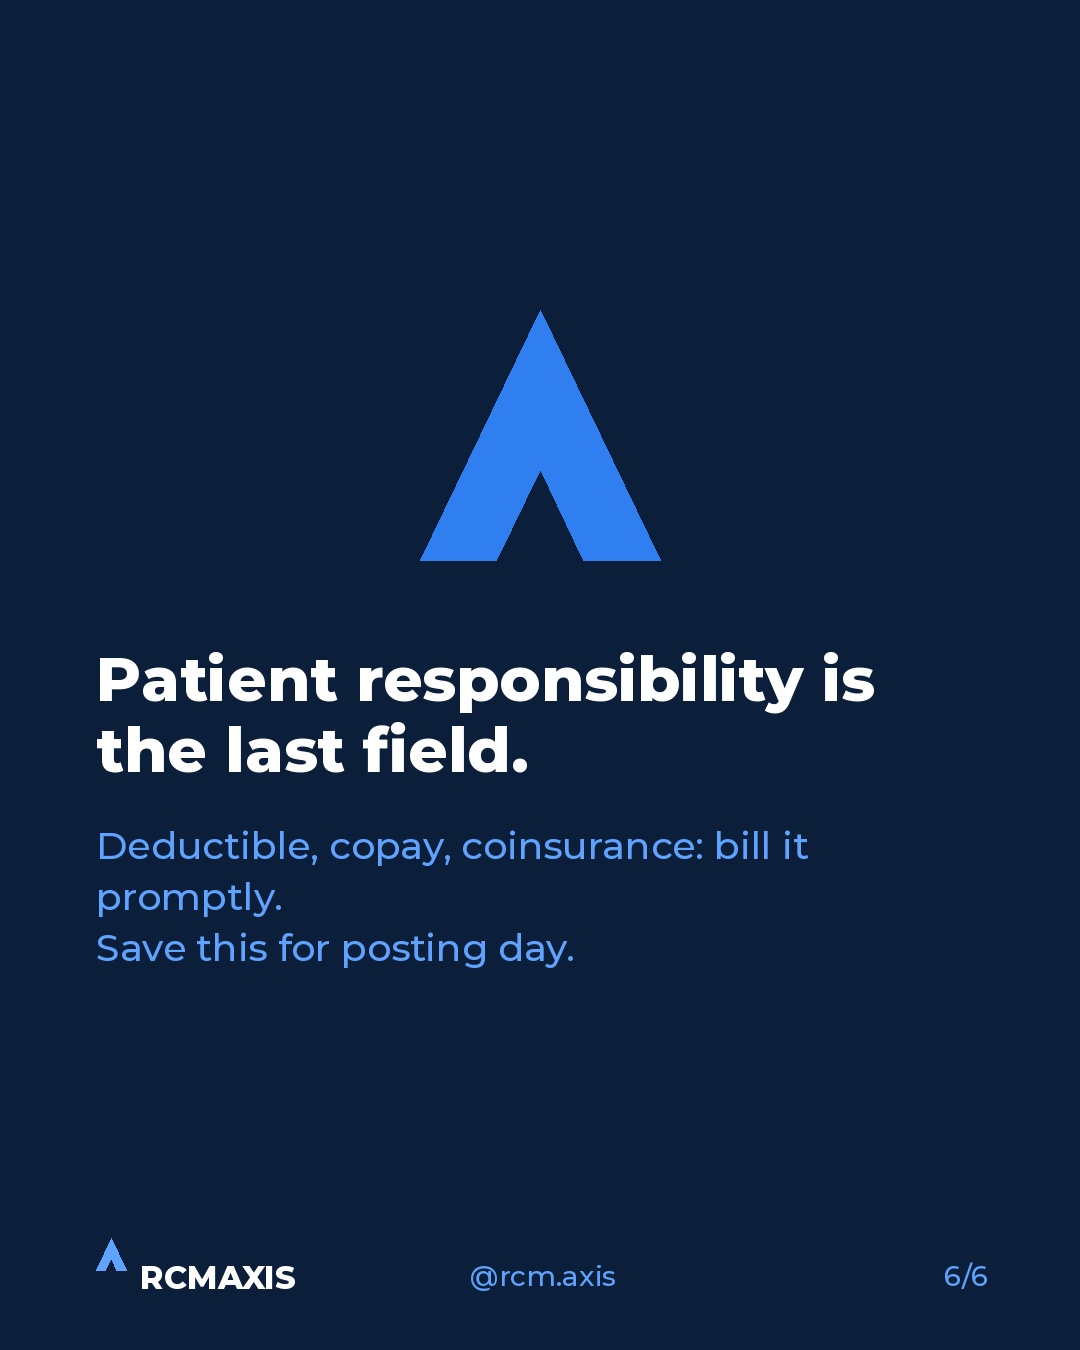 Patient responsibility is
the last field.
Deductible, copay, coinsurance: bill it
promptly.
Save this for posting day.
RCMAXIS
@rcm.axis
6/6